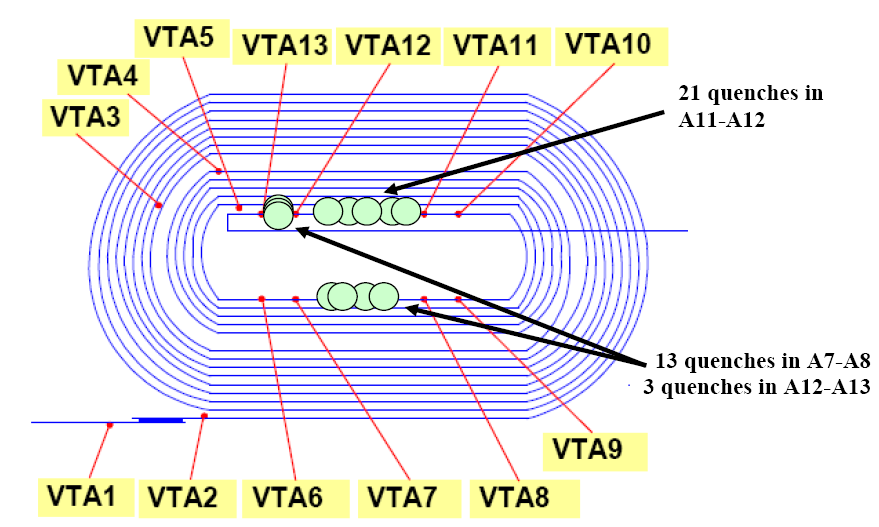 VTA5
VTA13
VTA12
VTA11
VTA10
VTA4
VTA3
21 quenches in
A11-A12
13 quenches in A7-A8
3 quenches in A12-A13
VTA9
VTA1
VTA2
VTA6
VTA7
VTA8